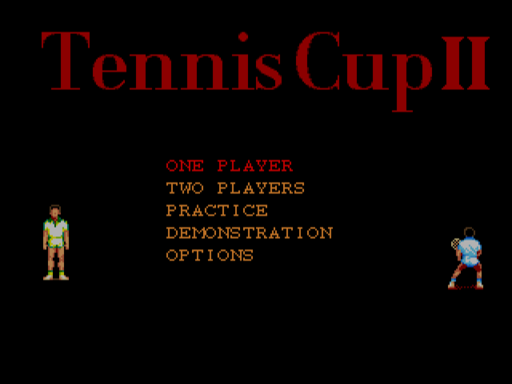 Tennis Cup II
ONE PLAYER
TWO PLAYERS
PRACTICE
DEMONSTRATION
OPTIONS